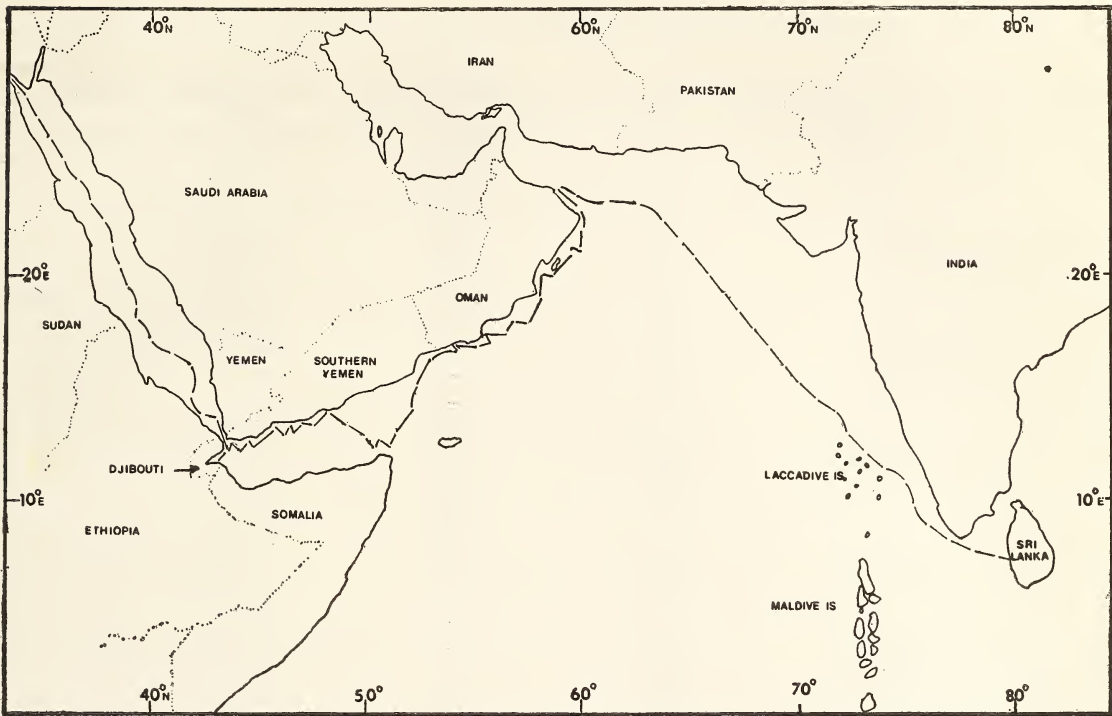 40°N
60°N
70°N
80°N
IRAN
PAKISTAN
SAUDI ARABIA
20°E
20°E
INDIA
OMAN
SUDAN
YEMEN
SOUTHERN
YEMEN
DJIBOUTI
LACCADIVE IS
10°E
10°E
SOMALIA
ETHIOPIA
SRI
LANKA
MALDIVE IS
40°N
50°
60°
70°
80°